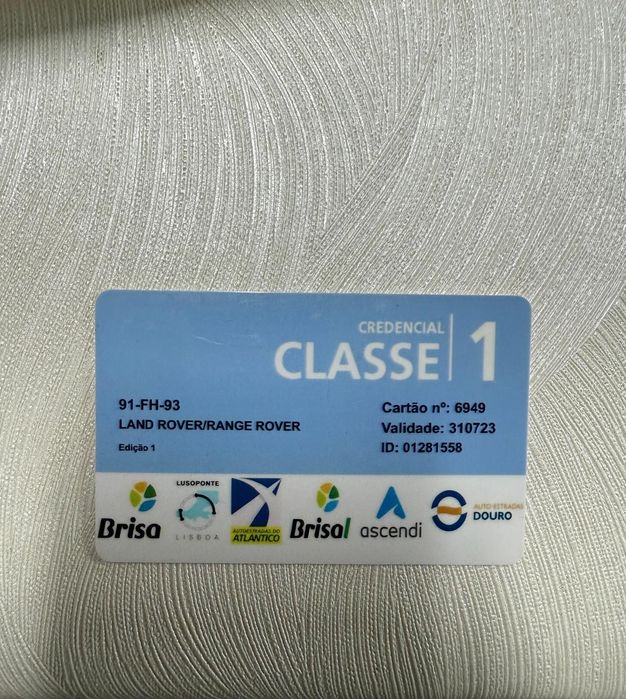 CREDENCIAL
CLASSE 1
91-FH-93
LAND ROVER/RANGE ROVER
Edição 1
Cartão nº: 6949
Validade: 310723
ID: 01281558
Brisa
LUSOPONTE
LISBOA
AUTOESTRADAS DO
ATLANTICO
Brisal
ascendi
AUTO ESTRADAS
DOURO